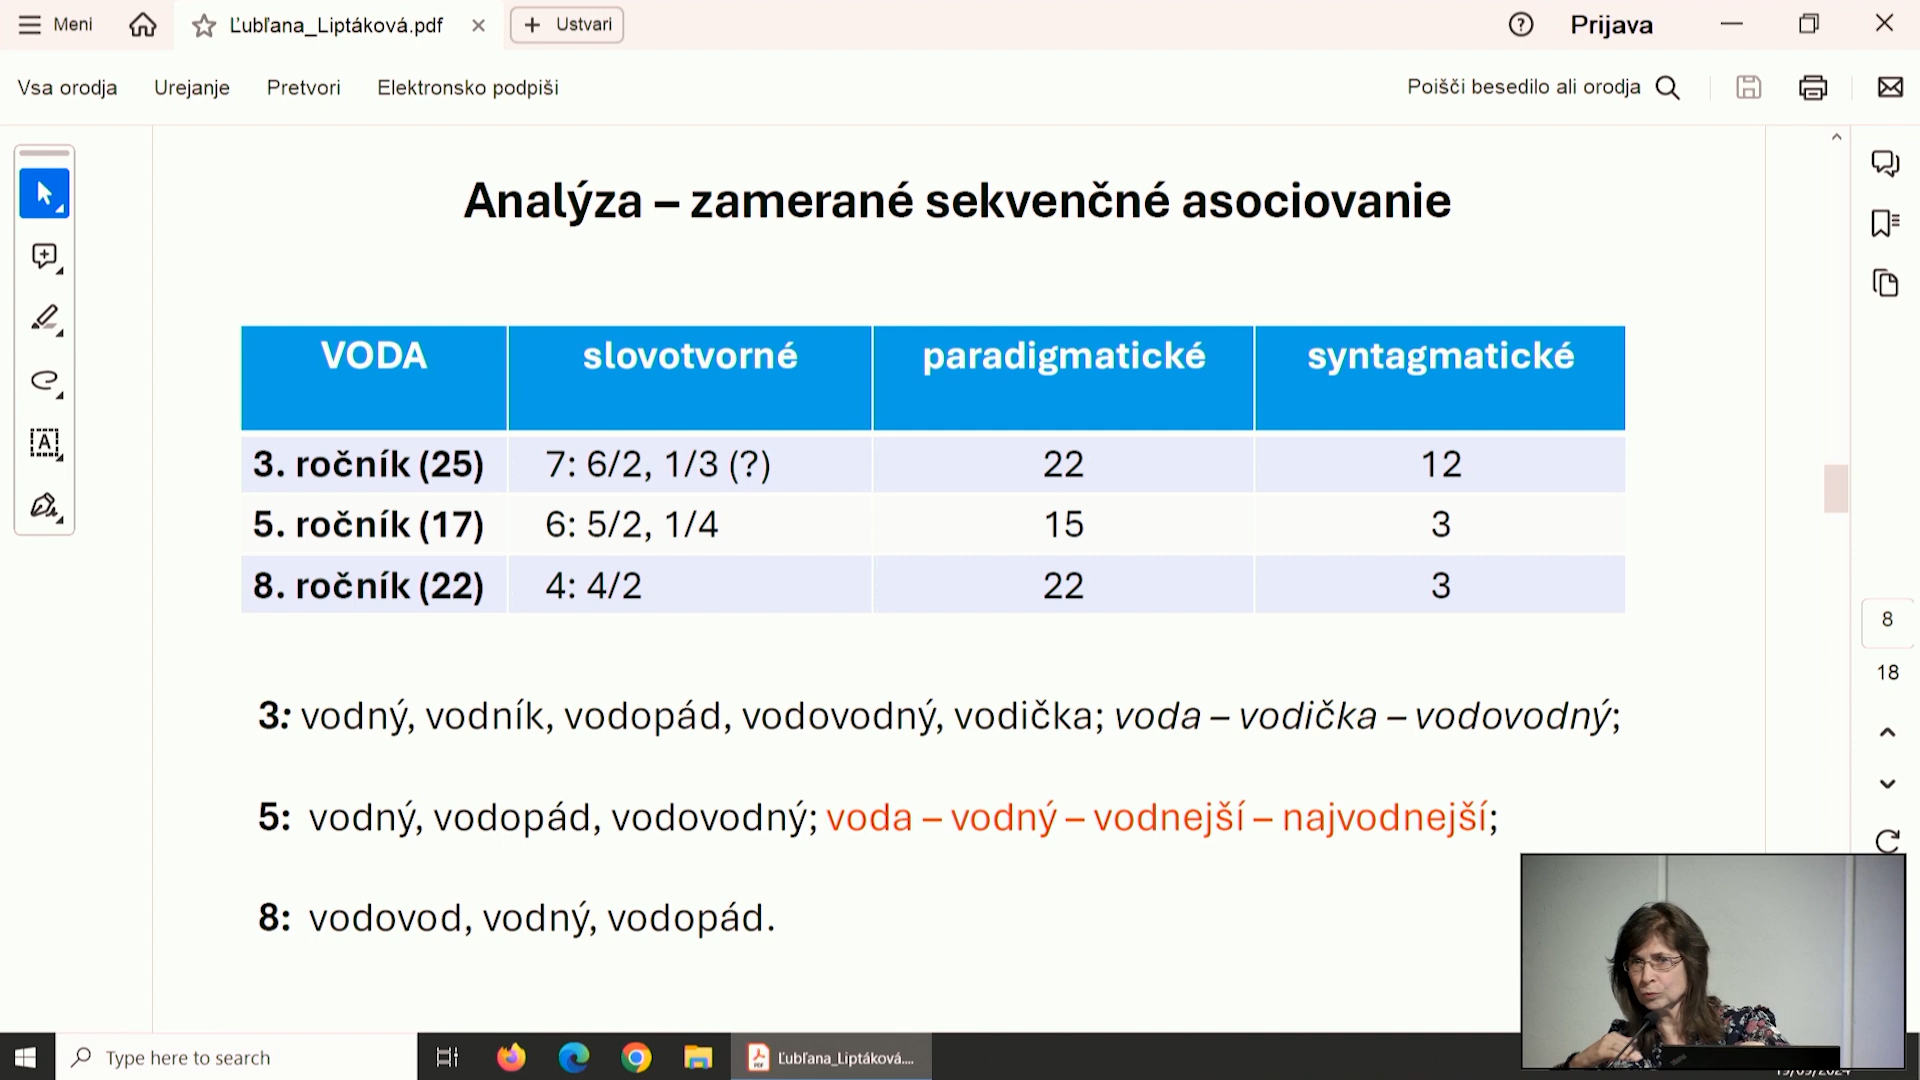 Meni
Ľubľana_Liptáková.pdf
Ustvari
Prijava
Vsa orodja
Urejanje
Pretvori
Elektronsko podpiši
Poišči besedilo ali orodja
Analýza – zamerané sekvenčné asociovanie
VODA slovotvorné paradigmatické syntagmatické
3. ročník (25) 7: 6/2, 1/3 (?) 22 12
5. ročník (17) 6: 5/2, 1/4 15 3
8. ročník (22) 4: 4/2 22 3
8
18
3: vodný, vodník, vodopád, vodovodný, vodička; voda – vodička – vodovodný;
5: vodný, vodopád, vodovodný; voda – vodný – vodnejší – najvodnejší;
8: vodovod, vodný, vodopád.
Type here to search
Ľubľana_Liptáková....